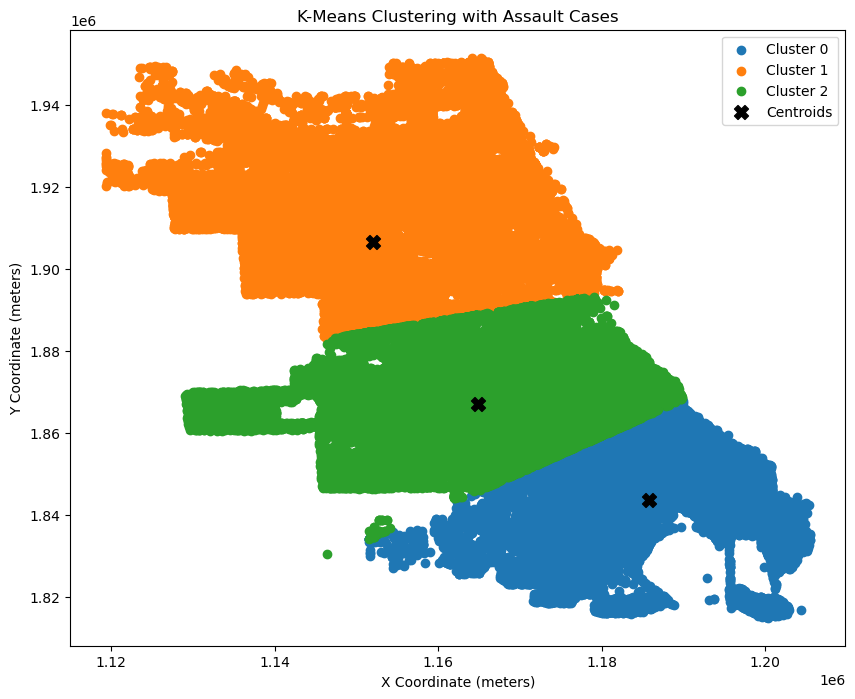 K-Means Clustering with Assault Cases
1e6
Cluster 0
Cluster 1
Cluster 2
Centroids
Y Coordinate (meters)
1.94
1.92
1.90
1.88
1.86
1.84
1.82
1.12 1.14 1.16 1.18 1.20
1e6
X Coordinate (meters)